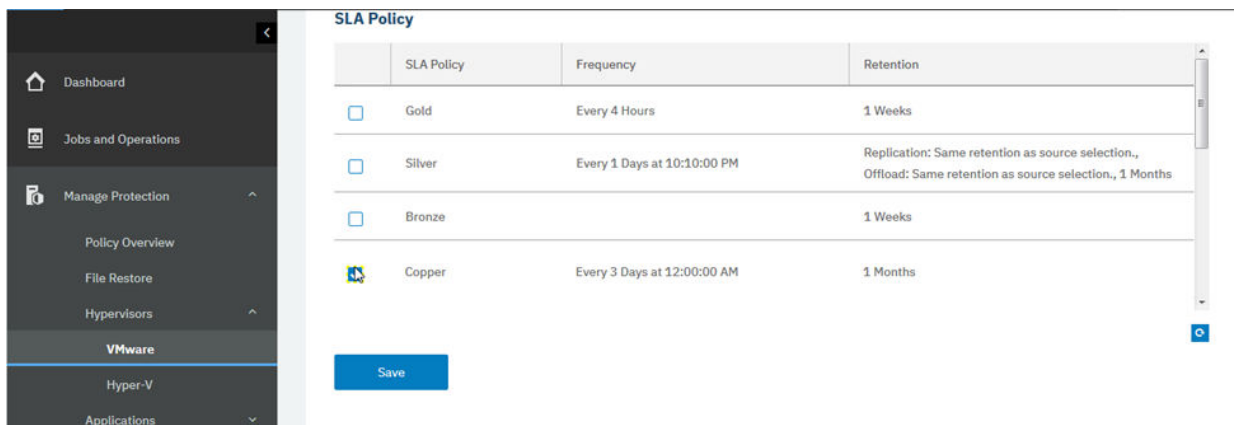 SLA Policy
SLA Policy Frequency Retention
Dashboard
Gold Every 4 Hours 1 Weeks
Jobs and Operations
Silver Every 1 Days at 10:10:00 PM Replication: Same retention as source selection.,
Offload: Same retention as source selection., 1 Months
Manage Protection
Bronze 1 Weeks
Policy Overview
File Restore
Copper Every 3 Days at 12:00:00 AM 1 Months
Hypervisors
VMware
Save
Hyper-V
Applications